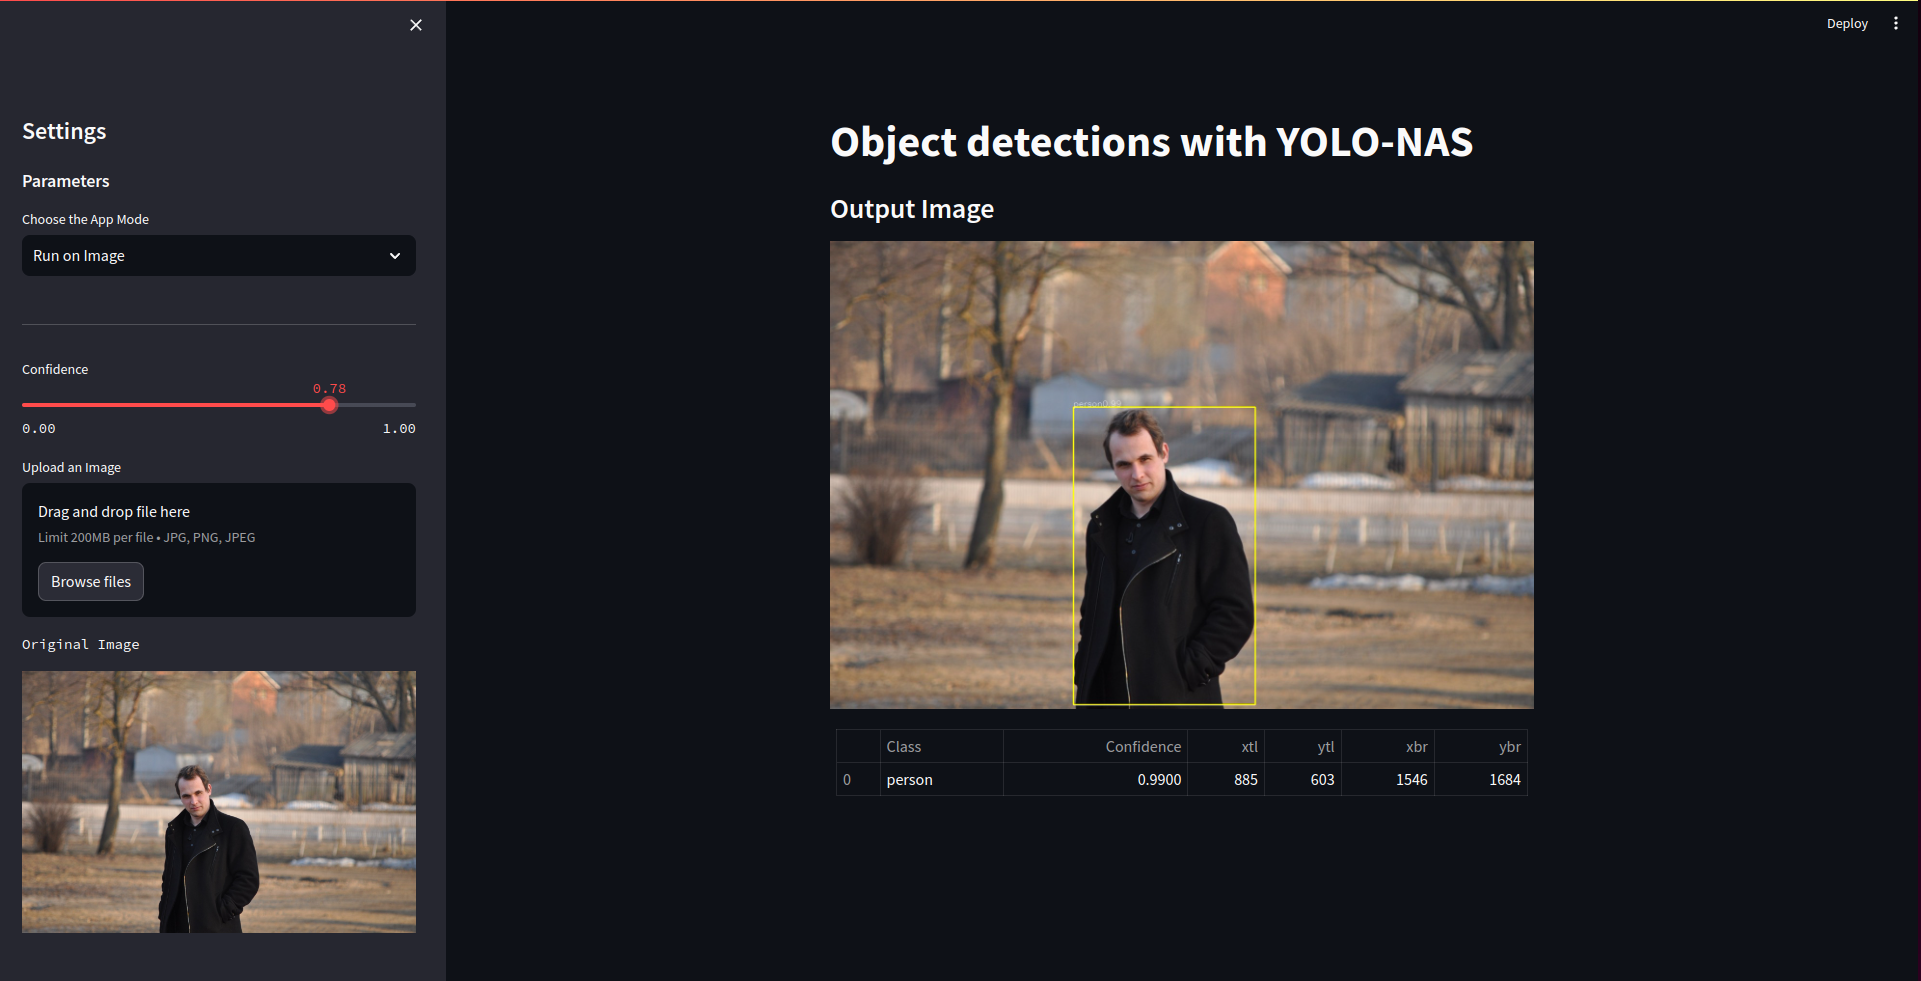 Deploy
Settings
Parameters
Choose the App Mode
Run on Image
Confidence
0.78
0.00 1.00
Upload an Image
Drag and drop file here
Limit 200MB per file • JPG, PNG, JPEG
Browse files
Original Image
Object detections with YOLO-NAS
Output Image
person0.99
Class Confidence xtl ytl xbr ybr
0 person 0.9900 885 603 1546 1684